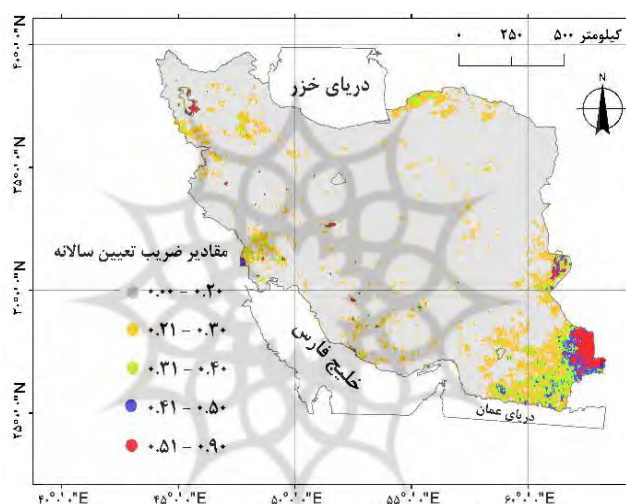 کیلومتر ۵۰۰ ۲۵۰ ۰
N
دریای خزر
مقادیر ضریب تعیین سالانه
۰.۰۰ – ۰.۲۰
۰.۲۱ – ۰.۳۰
۰.۳۱ – ۰.۴۰
۰.۴۱ – ۰.۵۰
۰.۵۱ – ۰.۹۰
خلیج فارس
دریای عمان
۴۰°۰'۰"N
۳۵°۰'۰"N
۳۰°۰'۰"N
۲۵°۰'۰"N
۴۰°۰'۰"E ۴۵°۰'۰"E ۵۰°۰'۰"E ۵۵°۰'۰"E ۶۰°۰'۰"E